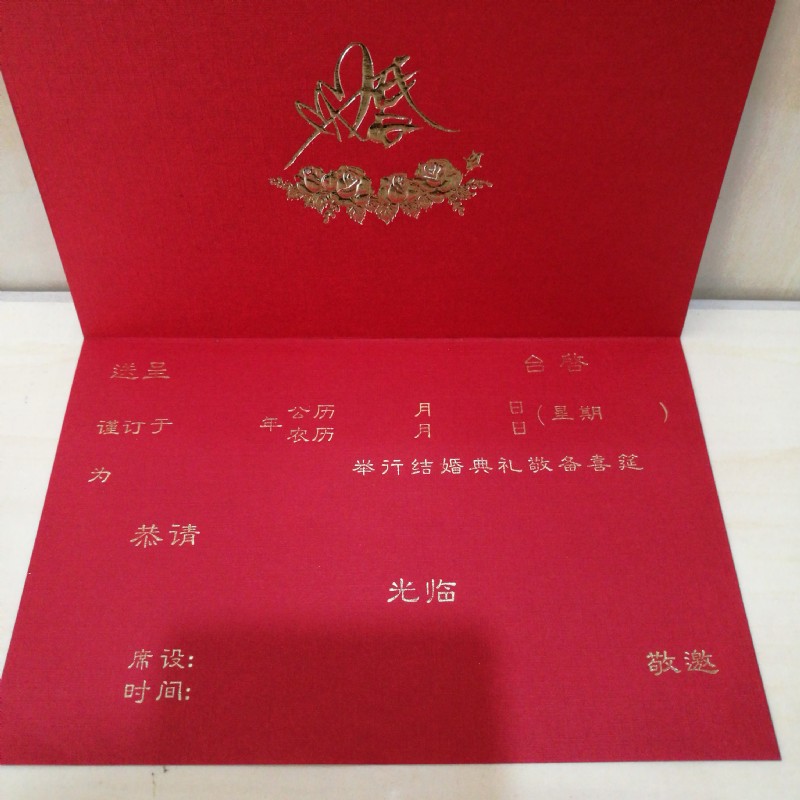 婚
送呈 台启
谨订于 年 公历 月 日 (星期 )
农历 月 日
为 举行结婚典礼敬备喜筵
恭请
光临
席设: 敬邀
时间: